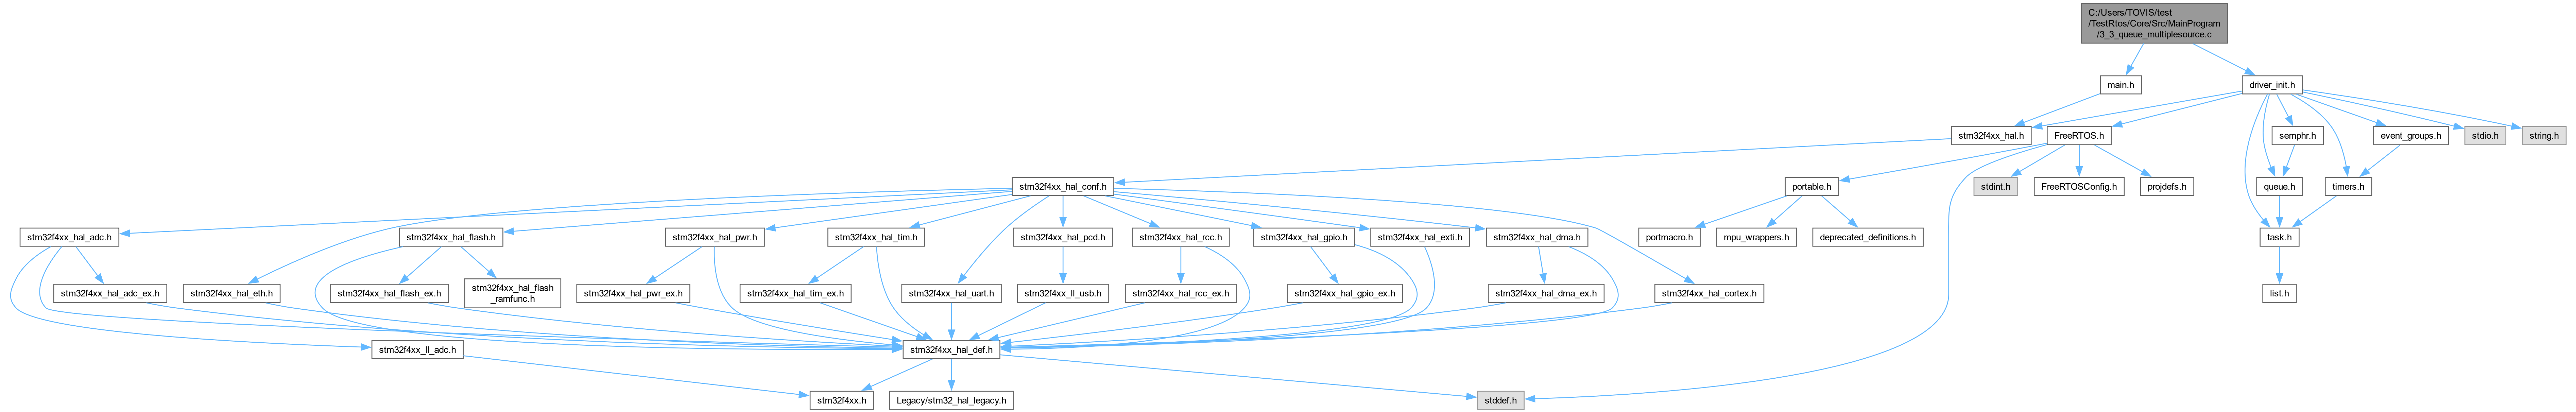 C:/Users/TOVIS/test
/TestRtos/Core/Src/MainProgram
/3_3_queue_multiplesource.c
main.h
driver_init.h
stm32f4xx_hal.h
FreeRTOS.h
semphr.h
event_groups.h
stdio.h
string.h
stm32f4xx_hal_conf.h
portable.h
stdint.h
FreeRTOSConfig.h
projdefs.h
queue.h
timers.h
stm32f4xx_hal_adc.h
stm32f4xx_hal_flash.h
stm32f4xx_hal_pwr.h
stm32f4xx_hal_tim.h
stm32f4xx_hal_pcd.h
stm32f4xx_hal_rcc.h
stm32f4xx_hal_gpio.h
stm32f4xx_hal_exti.h
stm32f4xx_hal_dma.h
portmacro.h
mpu_wrappers.h
deprecated_definitions.h
task.h
stm32f4xx_hal_adc_ex.h
stm32f4xx_hal_eth.h
stm32f4xx_hal_flash_ex.h
stm32f4xx_hal_flash
_ramfunc.h
stm32f4xx_hal_pwr_ex.h
stm32f4xx_hal_tim_ex.h
stm32f4xx_hal_uart.h
stm32f4xx_ll_usb.h
stm32f4xx_hal_rcc_ex.h
stm32f4xx_hal_gpio_ex.h
stm32f4xx_hal_dma_ex.h
stm32f4xx_hal_cortex.h
list.h
stm32f4xx_ll_adc.h
stm32f4xx_hal_def.h
stm32f4xx.h
Legacy/stm32_hal_legacy.h
stddef.h